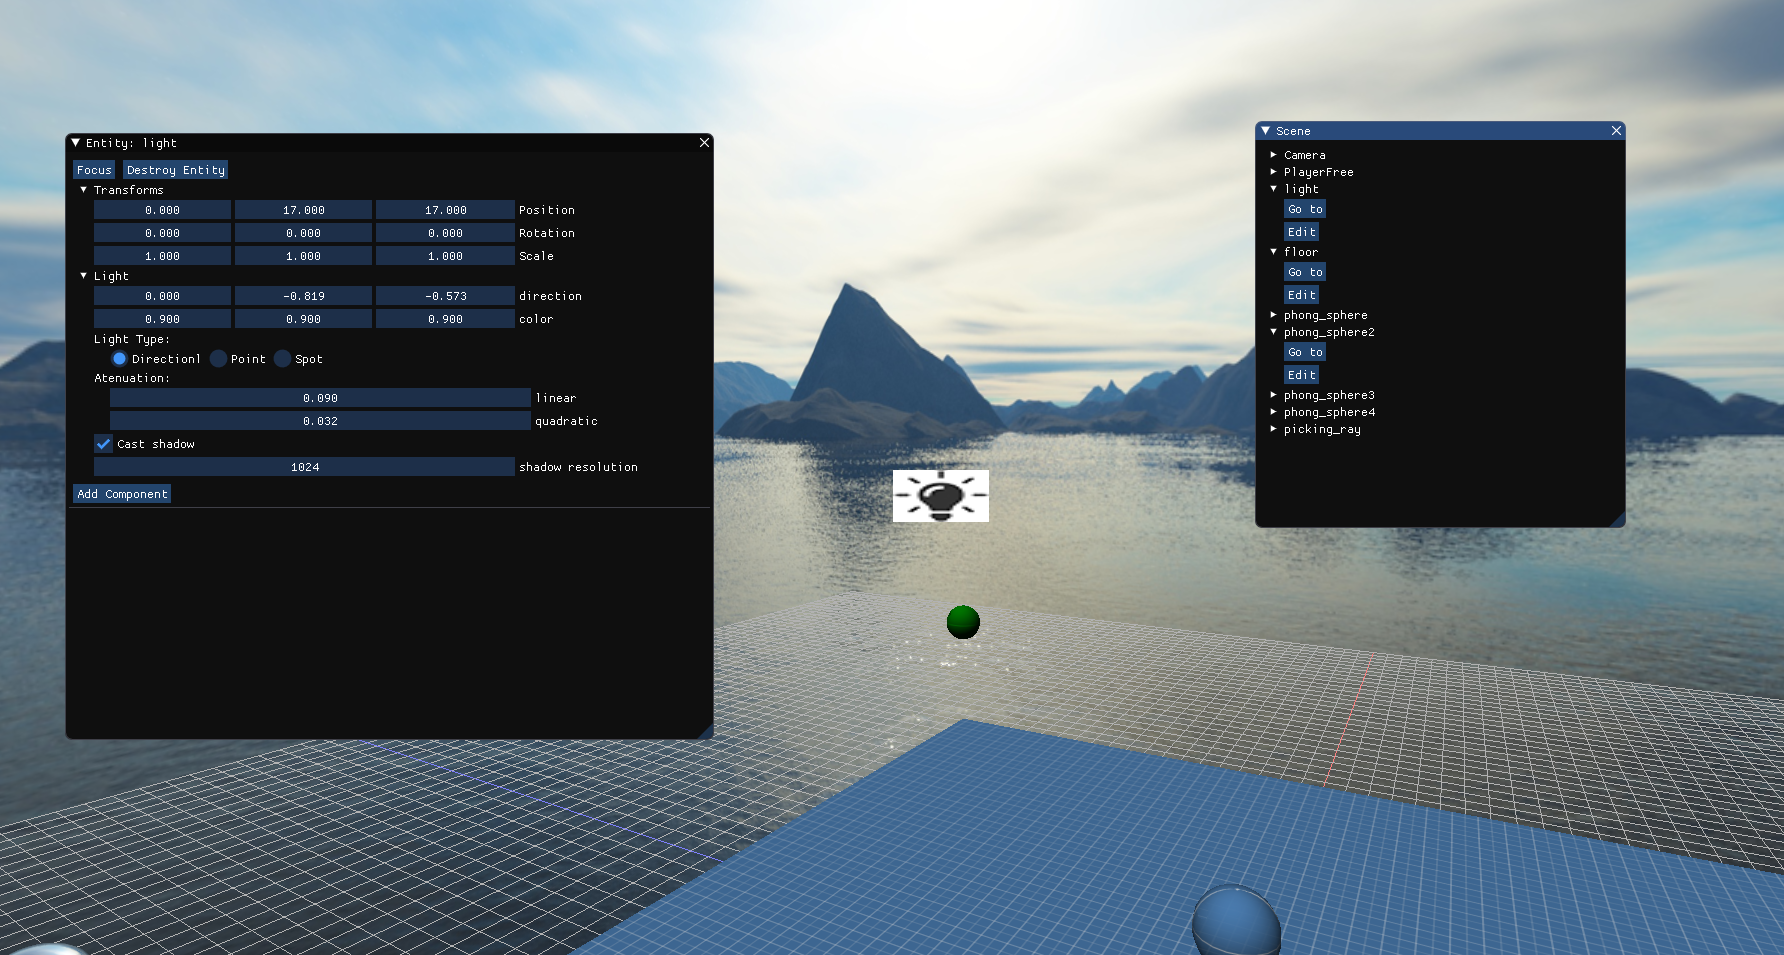 Entity: light
Focus Destroy Entity
Transforms
0.000 17.000 17.000 Position
0.000 0.000 0.000 Rotation
1.000 1.000 1.000 Scale
Light
0.000 -0.819 -0.573 direction
0.900 0.900 0.900 color
Light Type:
Directionl Point Spot
Atenuation:
0.090 linear
0.032 quadratic
Cast shadow
1024 shadow resolution
Add Component
Scene
Camera
PlayerFree
light
Go to
Edit
floor
Go to
Edit
phong_sphere
phong_sphere2
Go to
Edit
phong_sphere3
phong_sphere4
picking_ray